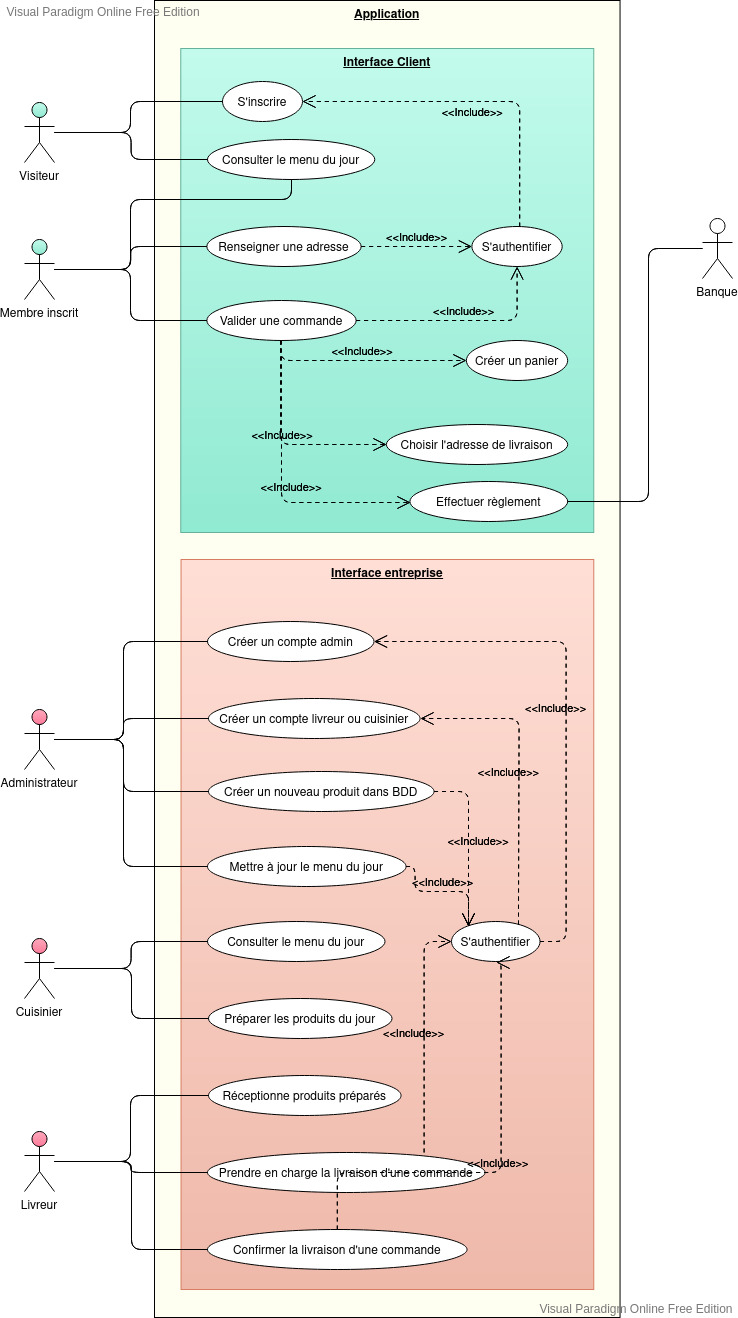 Visual Paradigm Online Free Edition
Application
Interface Client
S'inscrire
<<Include>>
Consulter le menu du jour
Visiteur
Renseigner une adresse
<<Include>>
S'authentifier
Membre inscrit
Banque
Valider une commande
<<Include>>
<<Include>>
Créer un panier
<<Include>>
Choisir l'adresse de livraison
<<Include>>
Effectuer règlement
Interface entreprise
Créer un compte admin
<<Include>>
Créer un compte livreur ou cuisinier
<<Include>>
Administrateur
Créer un nouveau produit dans BDD
<<Include>>
Mettre à jour le menu du jour
<<Include>>
Consulter le menu du jour
S'authentifier
Cuisinier
Préparer les produits du jour
<<Include>>
Réceptionne produits préparés
<<Include>>
Prendre en charge la livraison d'une commande
Livreur
Confirmer la livraison d'une commande
Visual Paradigm Online Free Edition